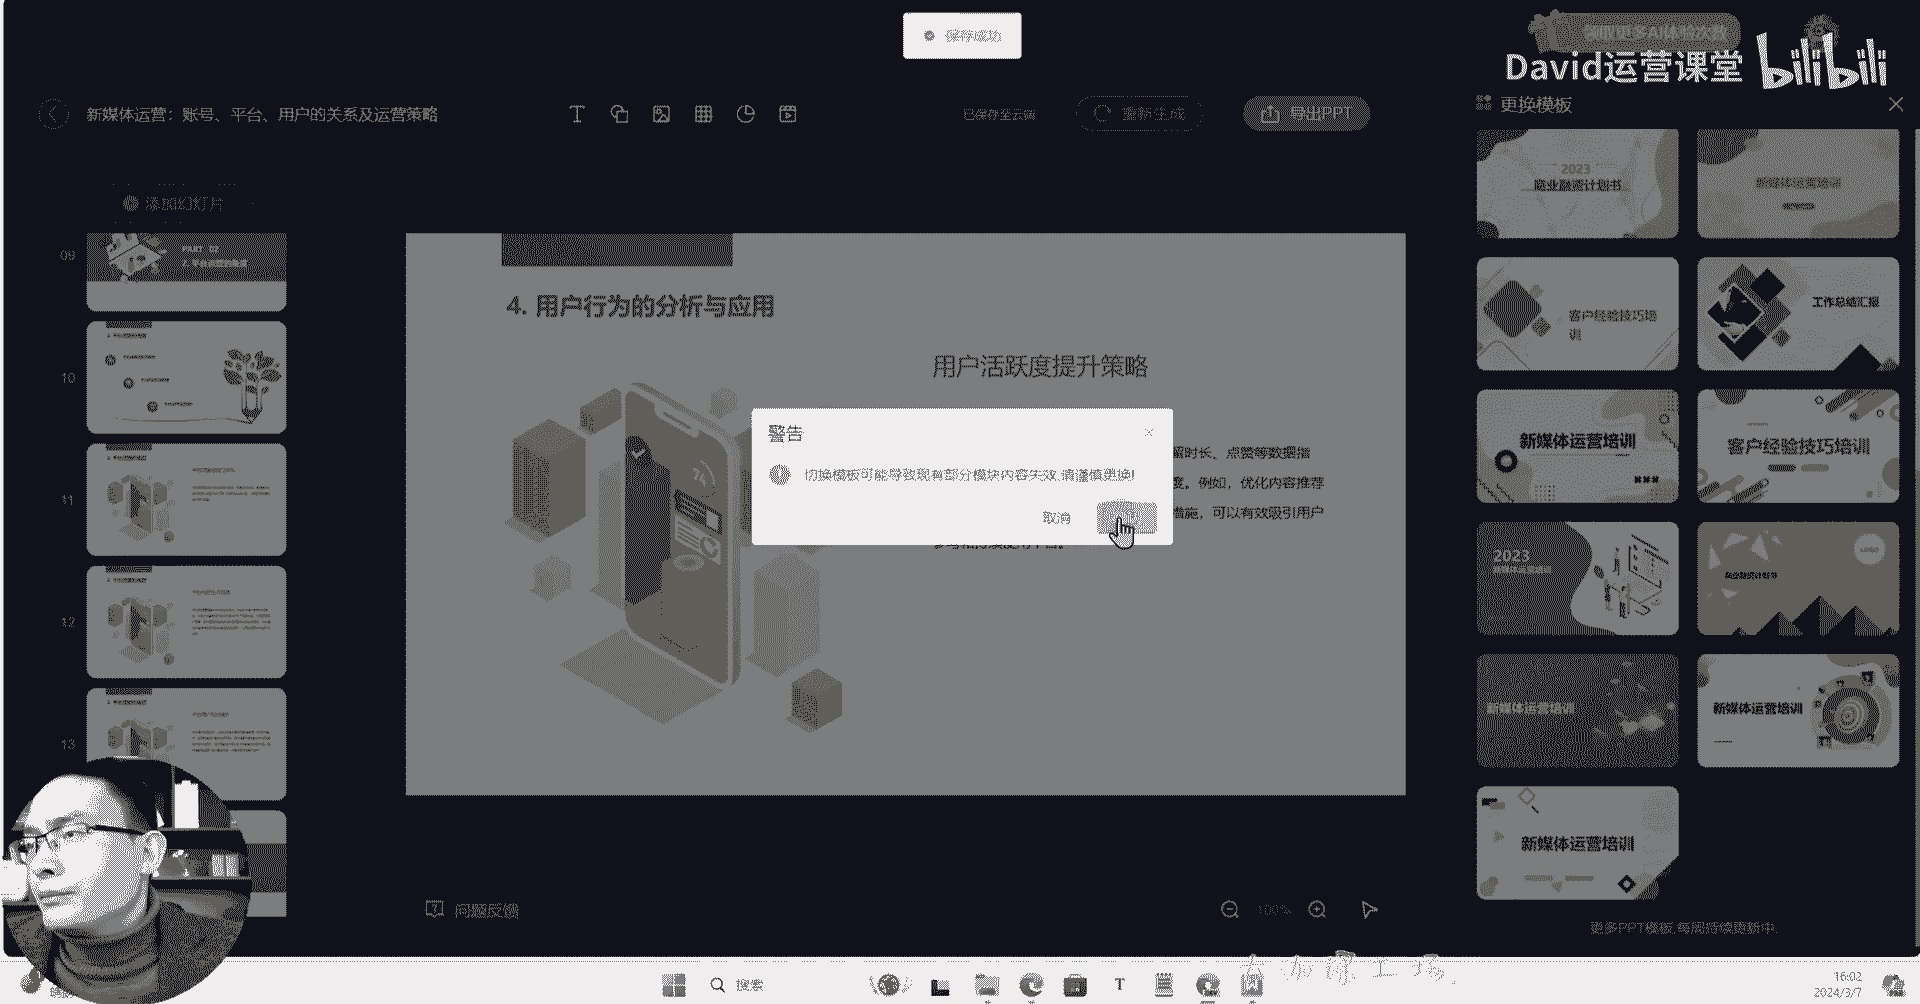 保存成功
领取更多AI体验次数
David运营课堂 bilibili
新媒体运营：账号、平台、用户的关系及运营策略
已保存至云端
重新生成
导出PPT
更换模板
添加幻灯片
09
PART 02
10
11
12
13
4. 用户行为的分析与应用
用户活跃度提升策略
留时长、点赞等数据指
度。例如，优化内容推荐
措施，可以有效吸引用户
警告
切换模板可能导致现有部分模块内容失效,请谨慎更换!
取消
2023
商业融资计划书
新媒体运营培训
客户经验技巧培
训
工作总结汇报
新媒体运营培训
客户经验技巧培训
2023
新媒体运营培训
商业融资计划书
LOGO
新媒体运营培训
新媒体运营培训
新媒体运营培训
更多PPT模板,每周持续更新中
问题反馈
100%
搜索
16:02
2024/3/7